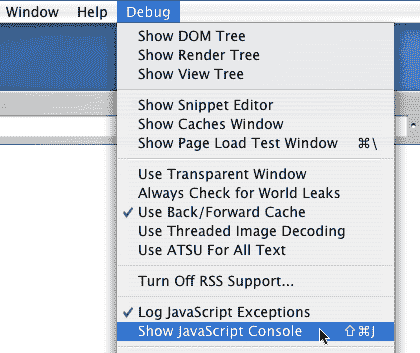 Window Help Debug
Show DOM Tree
Show Render Tree
Show View Tree
Show Snippet Editor
Show Caches Window
Show Page Load Test Window ⌘\
Use Transparent Window
Always Check for World Leaks
✓ Use Back/Forward Cache
Use Threaded Image Decoding
Use ATSU For All Text
Turn Off RSS Support...
✓ Log JavaScript Exceptions
Show JavaScript Console ⇧⌘J